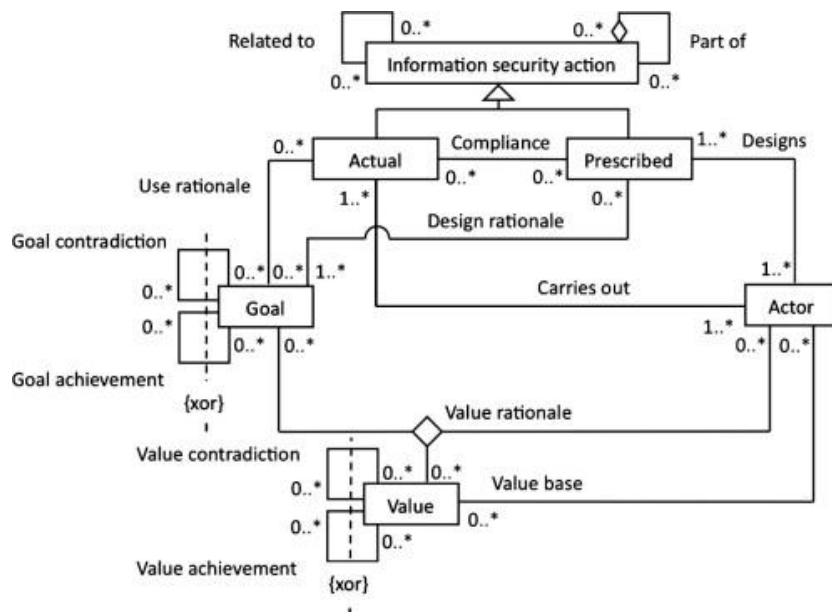 Related to
0..*
0..*
Part of
0..*
Information security action
0..*
0..*
Actual
Compliance
Prescribed
1..*
Designs
0..*
0..*
Use rationale
1..*
0..*
Design rationale
Goal contradiction
0..*
0..*
1..*
1..*
0..*
Goal
Carries out
Actor
0..*
0..*
0..*
1..*
0..*
0..*
Goal achievement
{xor}
Value rationale
Value contradiction
0..*
0..*
0..*
Value
Value base
0..*
0..*
0..*
Value achievement
{xor}